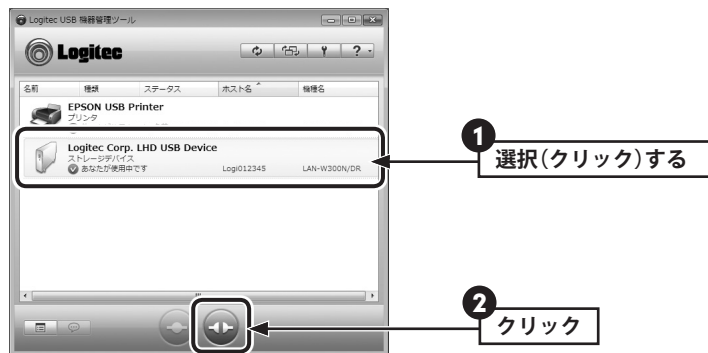 Logitec USB 機器管理ツール
Logitec
?
名前 種類 ステータス ホスト名 機種名
EPSON USB Printer
プリンタ
Logitec Corp. LHD USB Device
ストレージデバイス
あなたが使用中です Logi012345 LAN-W300N/DR
1
選択(クリック)する
2
クリック